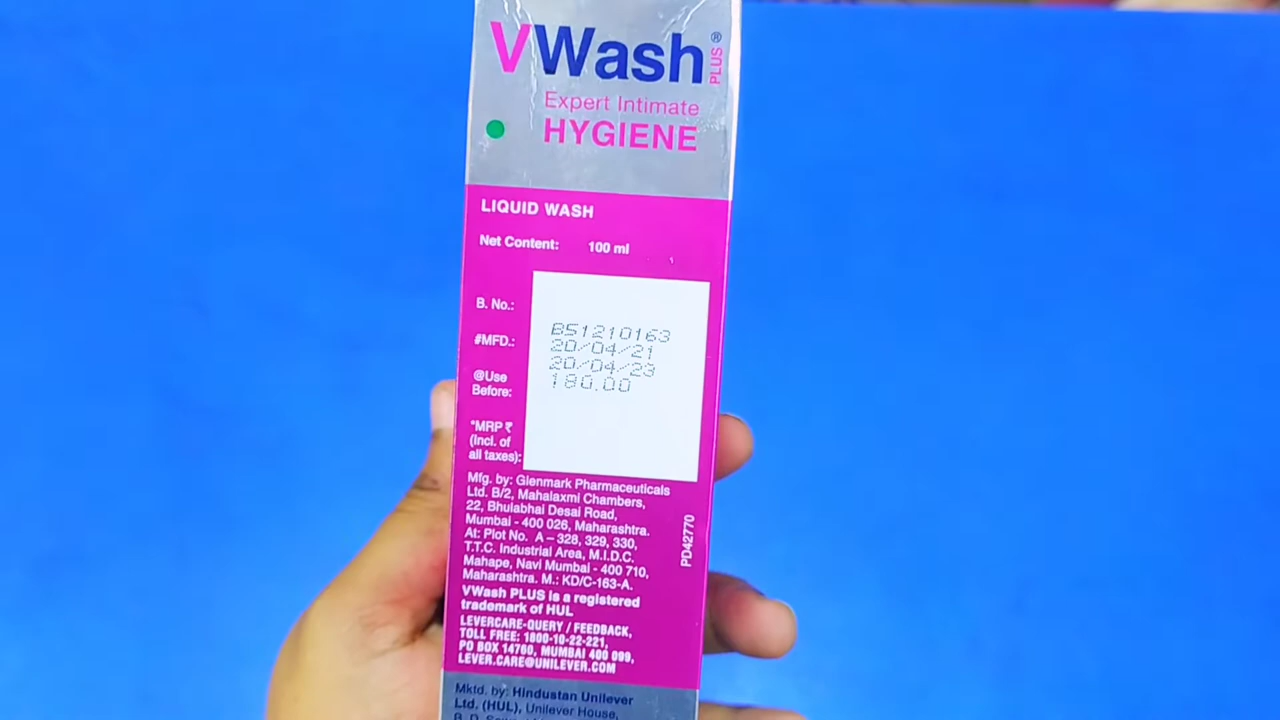 VWash PLUS®
Expert Intimate
HYGIENE
LIQUID WASH
Net Content: 100 ml
B. No.: B51210163
#MFD.: 20/04/21
@Use Before: 20/04/23
*MRP ₹ (Incl. of all taxes): 180.00
Mfg. by: Glenmark Pharmaceuticals
Ltd. B/2, Mahalaxmi Chambers,
22, Bhulabhai Desai Road,
Mumbai - 400 026, Maharashtra.
At: Plot No. A – 328, 329, 330,
T.T.C. Industrial Area, M.I.D.C.
Mahape, Navi Mumbai - 400 710,
Maharashtra. M.: KD/C-163-A.
VWash PLUS is a registered
trademark of HUL
LEVERCARE-QUERY / FEEDBACK,
TOLL FREE: 1800-10-22-221,
PO BOX 14760, MUMBAI 400 099,
LEVER.CARE@UNILEVER.COM
PD42770
Mktd. by: Hindustan Unilever
Ltd. (HUL), Unilever House,
B. D.